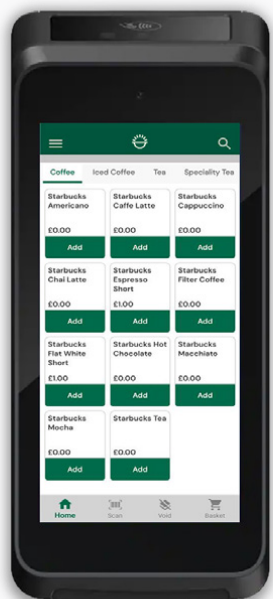 Coffee Iced Coffee Tea Speciality Tea
Starbucks Americano
£0.00
Add
Starbucks Caffe Latte
£0.00
Add
Starbucks Cappuccino
£0.00
Add
Starbucks Chai Latte
£0.00
Add
Starbucks Espresso Short
£1.00
Add
Starbucks Filter Coffee
£0.00
Add
Starbucks Flat White Short
£1.00
Add
Starbucks Hot Chocolate
£0.00
Add
Starbucks Macchiato
£0.00
Add
Starbucks Mocha
£0.00
Add
Starbucks Tea
£0.00
Add
Home Scan Void Basket